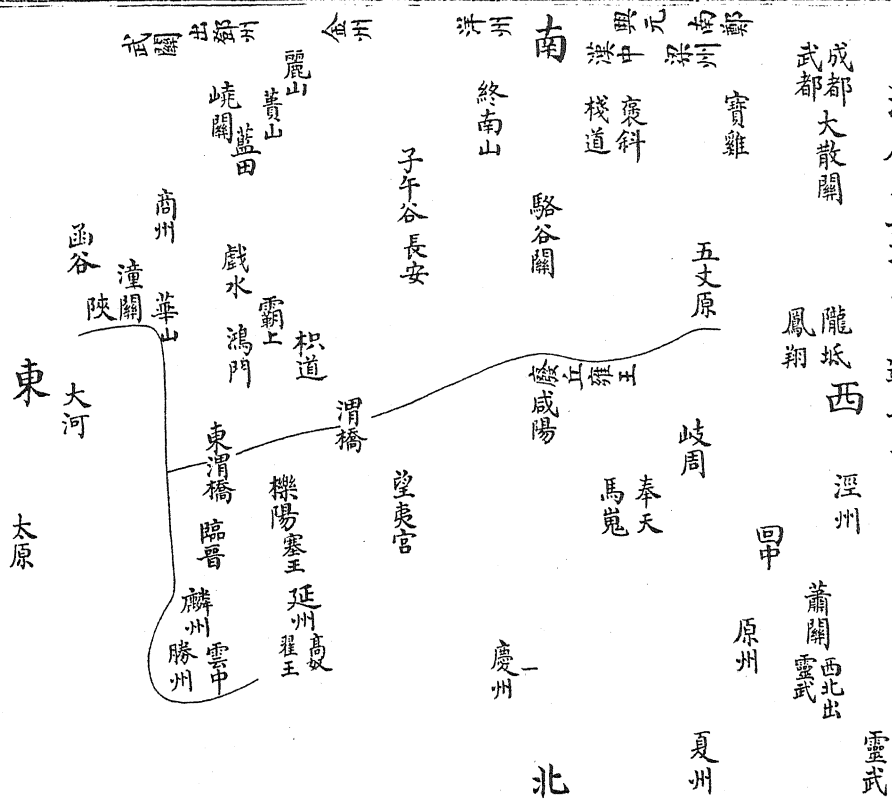 南
鄭南元興
洋州
金州
武關出鄧州
梁州
漢中
成都
武都
大散關
寶雞
褒斜
棧道
終南山
麗山
蕢山
嶢關
藍田
子午谷
長安
駱谷關
商州
函谷
潼關
陝
華山
戲水
鴻門
霸上
枳道
五丈原
隴坻
鳳翔
西
東
大河
太原
渭橋
東渭橋
廢丘雍王
咸陽
岐周
涇州
奉天
馬嵬
回中
望夷宮
櫟陽
塞王
臨晉
延州
高奴
翟王
麟州
勝州
雲中
慶州
原州
蕭關
西北出
靈武
夏州
靈武
北